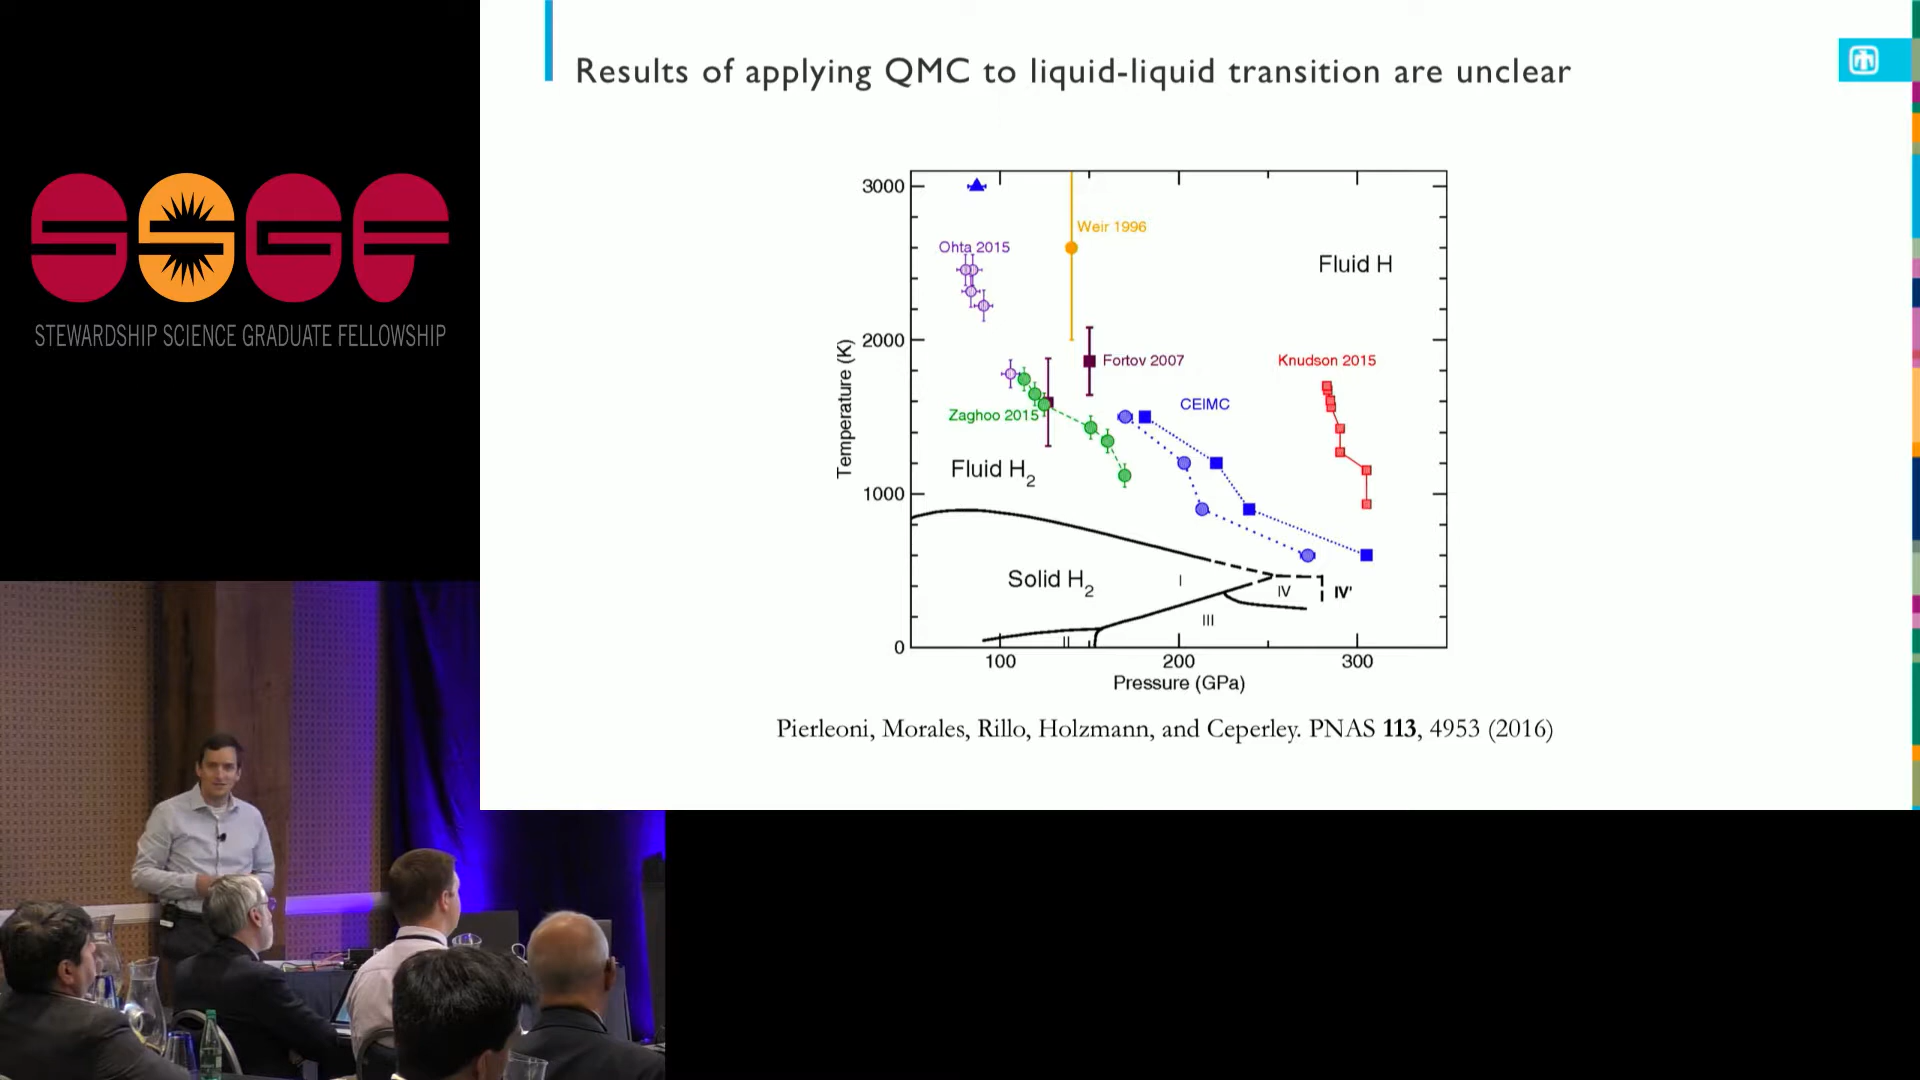 SSGF
STEWARDSHIP SCIENCE GRADUATE FELLOWSHIP
Results of applying QMC to liquid-liquid transition are unclear
3000
2000
1000
0
Temperature (K)
Ohta 2015
Weir 1996
Fluid H
Fortov 2007
Knudson 2015
Zaghoo 2015
CEIMC
Fluid H2
Solid H2
I
IV
IV'
III
II
100
200
300
Pressure (GPa)
Pierleoni, Morales, Rillo, Holzmann, and Ceperley. PNAS 113, 4953 (2016)